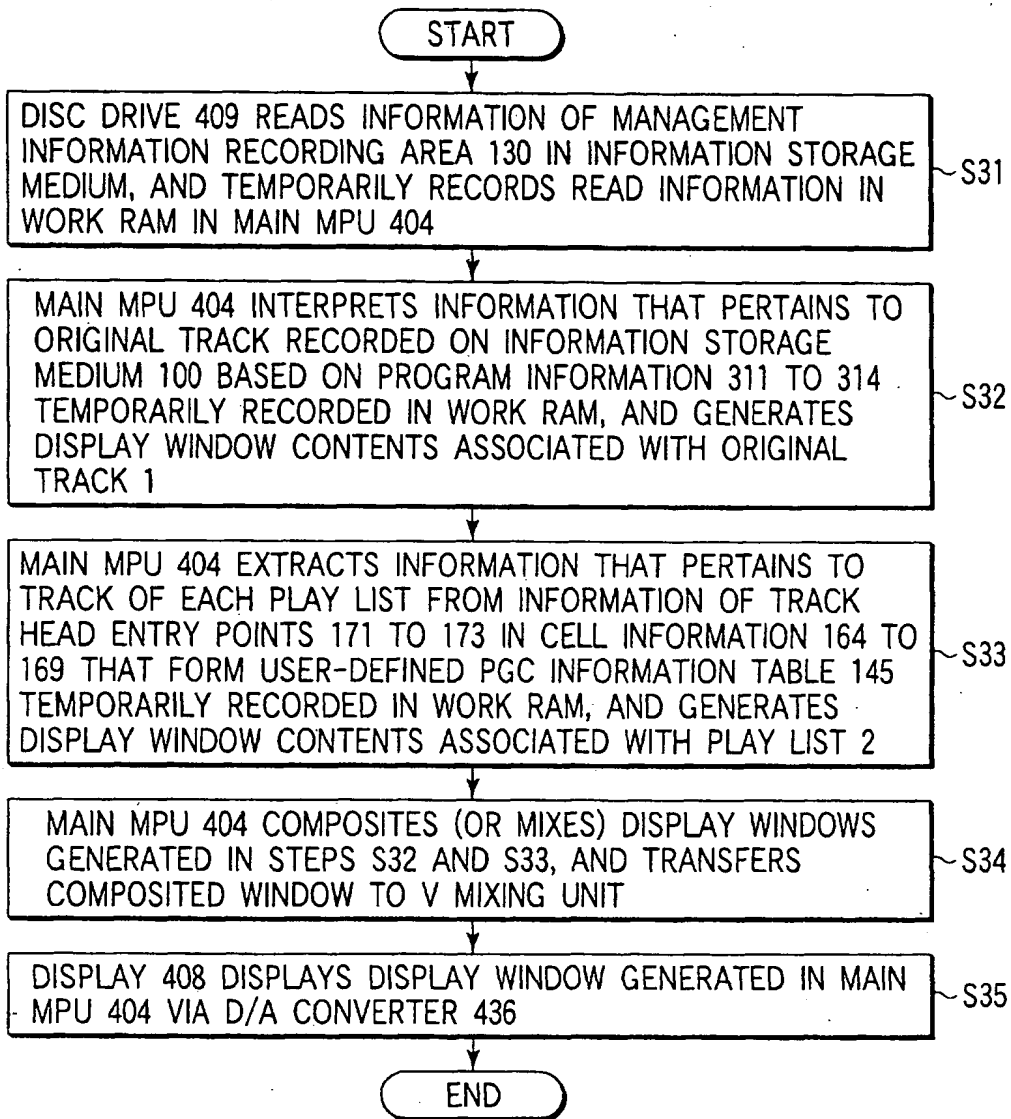 START
DISC DRIVE 409 READS INFORMATION OF MANAGEMENT
INFORMATION RECORDING AREA 130 IN INFORMATION STORAGE
MEDIUM, AND TEMPORARILY RECORDS READ INFORMATION IN
WORK RAM IN MAIN MPU 404
S31
MAIN MPU 404 INTERPRETS INFORMATION THAT PERTAINS TO
ORIGINAL TRACK RECORDED ON INFORMATION STORAGE
MEDIUM 100 BASED ON PROGRAM INFORMATION 311 TO 314
TEMPORARILY RECORDED IN WORK RAM, AND GENERATES
DISPLAY WINDOW CONTENTS ASSOCIATED WITH ORIGINAL
TRACK 1
S32
MAIN MPU 404 EXTRACTS INFORMATION THAT PERTAINS TO
TRACK OF EACH PLAY LIST FROM INFORMATION OF TRACK
HEAD ENTRY POINTS 171 TO 173 IN CELL INFORMATION 164 TO
169 THAT FORM USER-DEFINED PGC INFORMATION TABLE 145
TEMPORARILY RECORDED IN WORK RAM, AND GENERATES
DISPLAY WINDOW CONTENTS ASSOCIATED WITH PLAY LIST 2
S33
MAIN MPU 404 COMPOSITES (OR MIXES) DISPLAY WINDOWS
GENERATED IN STEPS S32 AND S33, AND TRANSFERS
COMPOSITED WINDOW TO V MIXING UNIT
S34
DISPLAY 408 DISPLAYS DISPLAY WINDOW GENERATED IN MAIN
MPU 404 VIA D/A CONVERTER 436
S35
END